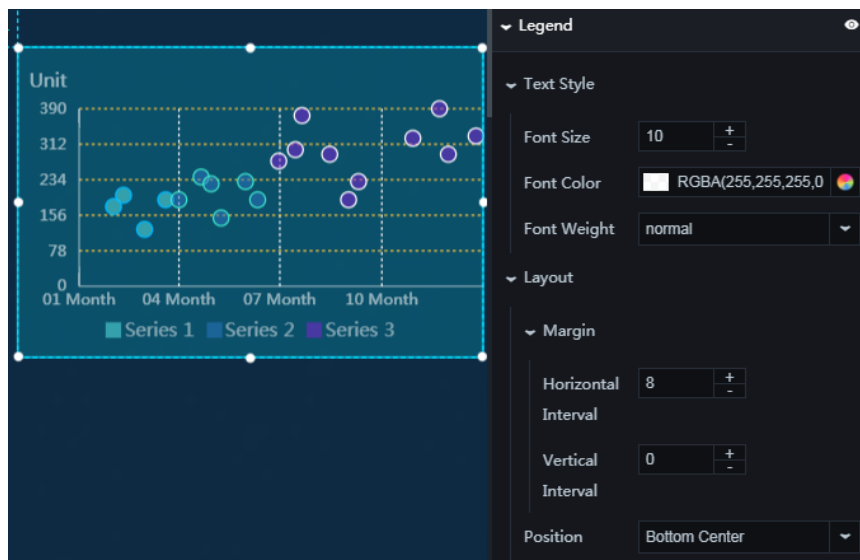 Unit
390
312
234
156
78
0
01 Month 04 Month 07 Month 10 Month
Series 1 Series 2 Series 3
Legend
Text Style
Font Size 10 + -
Font Color RGBA(255,255,255,0
Font Weight normal
Layout
Margin
Horizontal 8 + -
Interval
Vertical 0 + -
Interval
Position Bottom Center